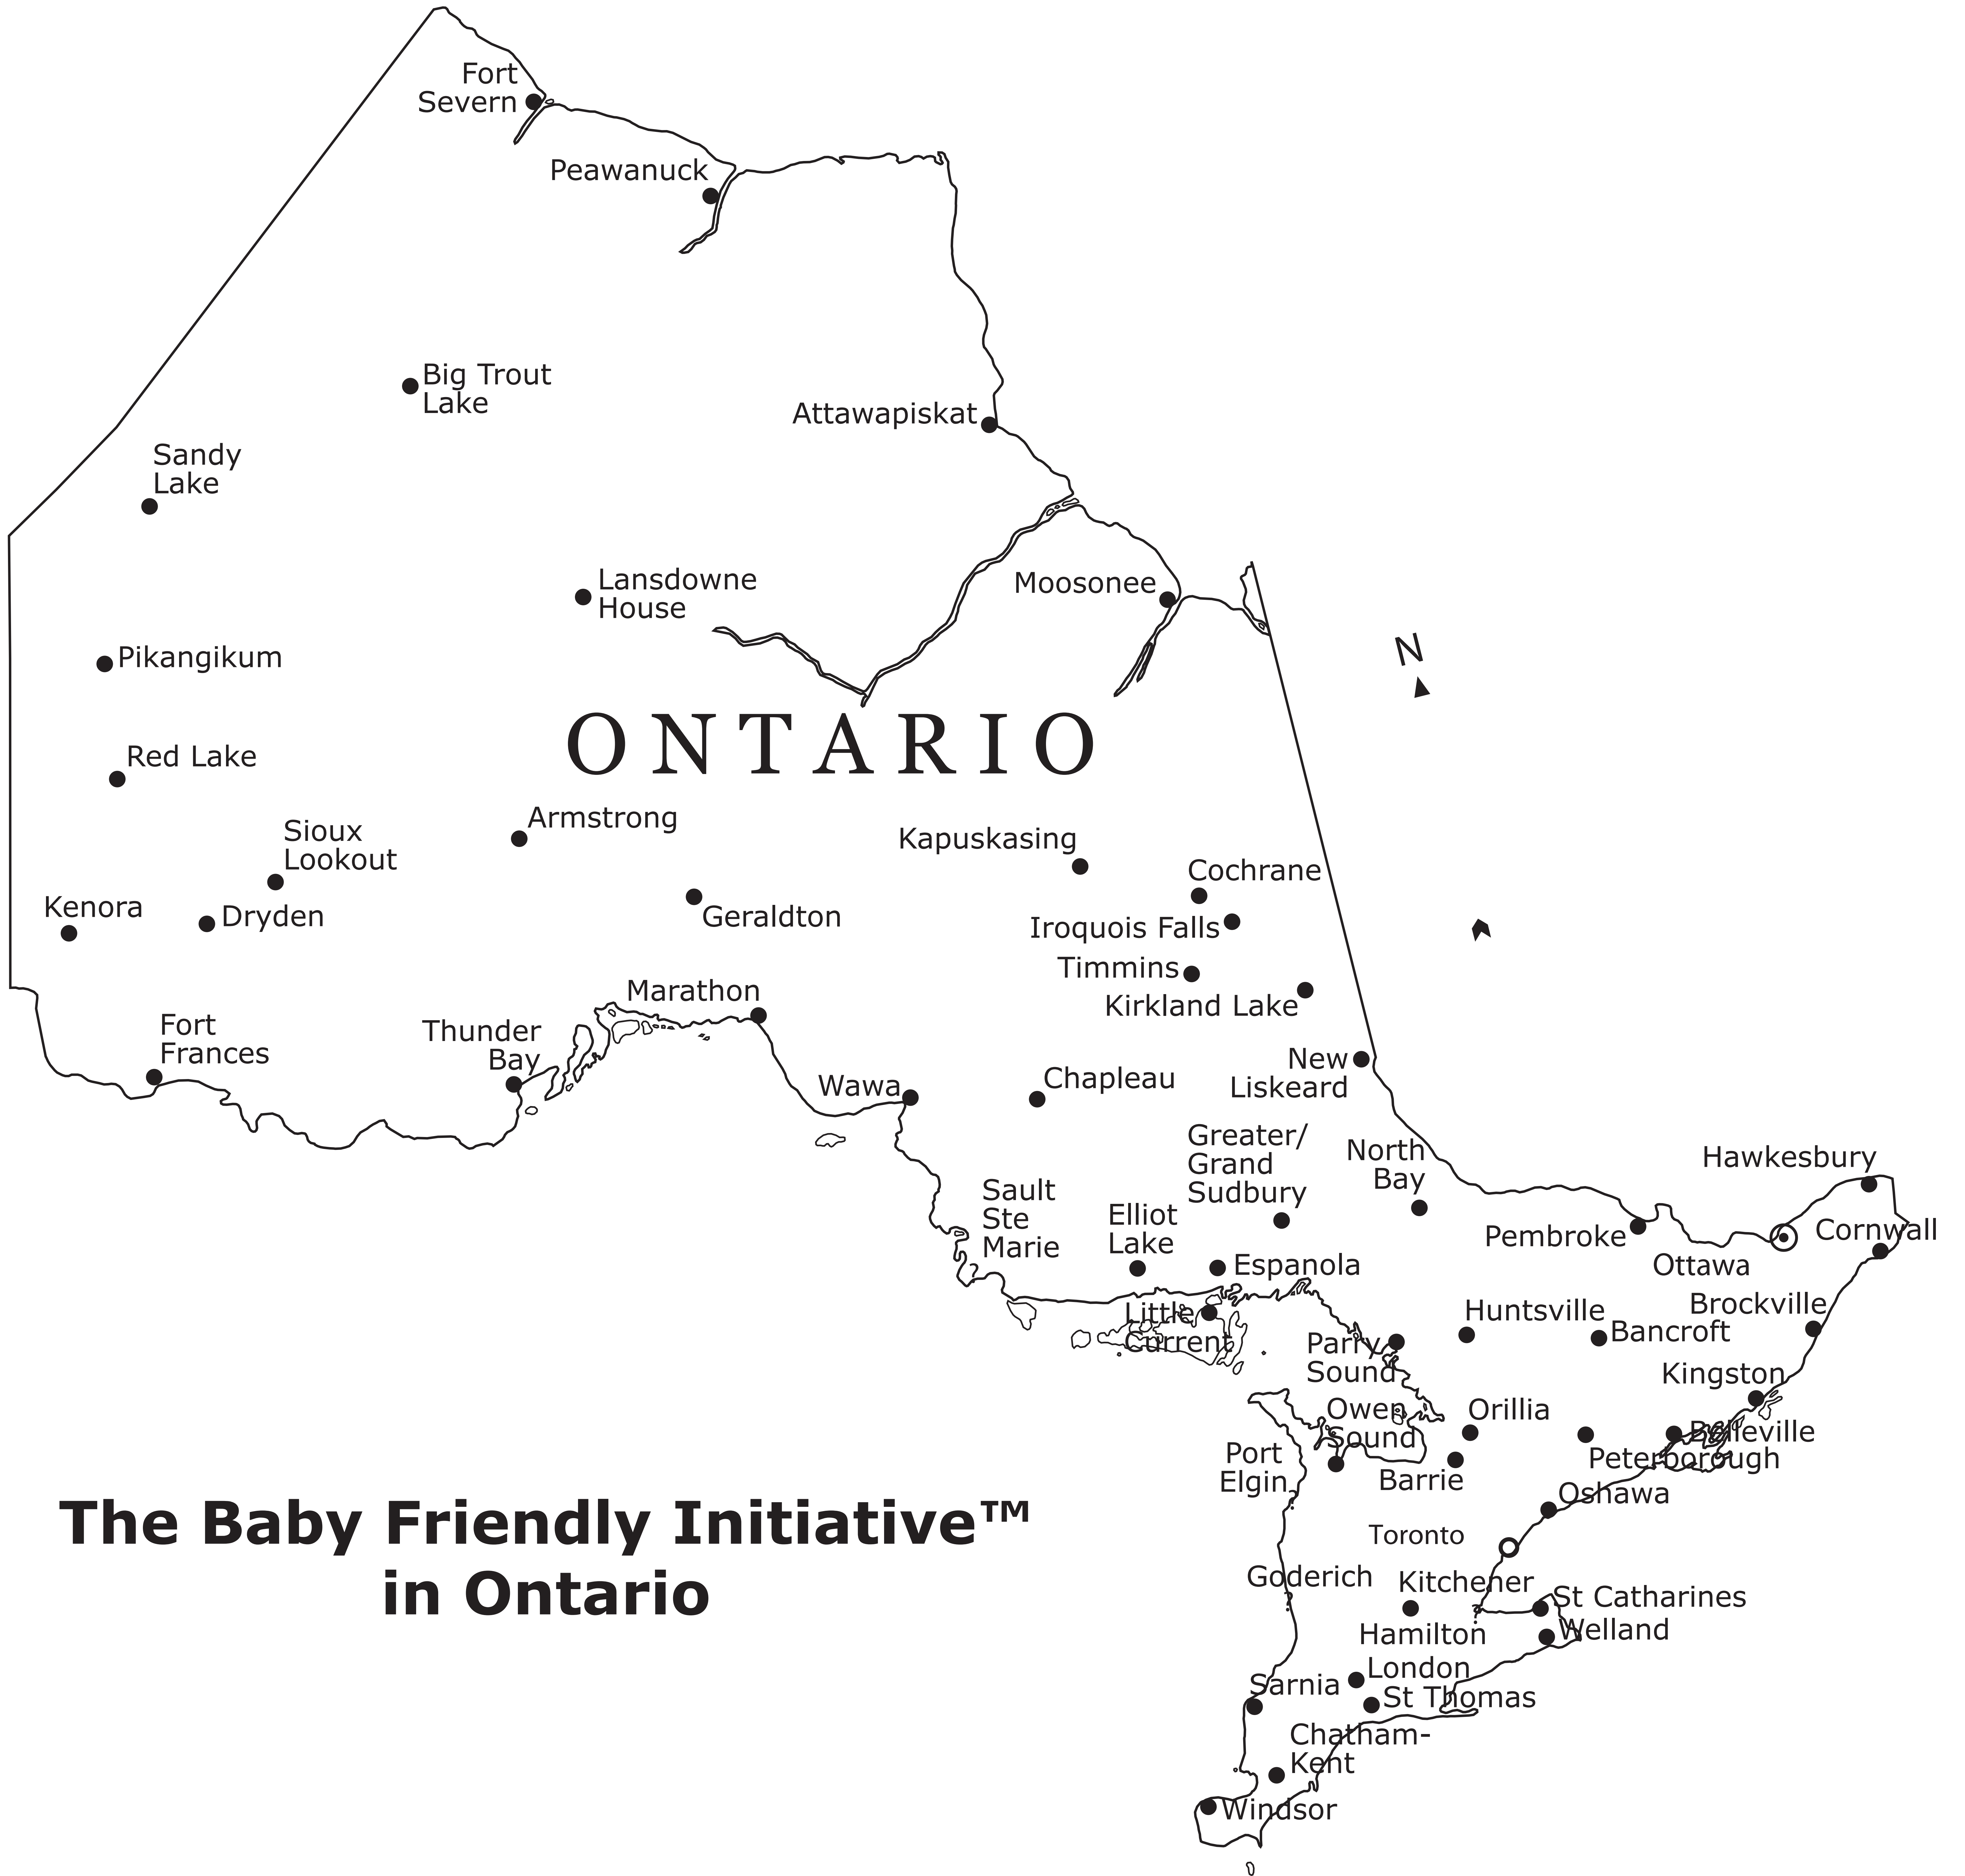 Fort
Severn
Peawanuck
Big Trout
Lake
Attawapiskat
Sandy
Lake
Lansdowne
House
Moosonee
N
Pikangikum
ONTARIO
Red Lake
Armstrong
Sioux
Lookout
Kapuskasing
Cochrane
Kenora
Dryden
Geraldton
Iroquois Falls
Timmins
Marathon
Kirkland Lake
Fort
Frances
Thunder
Bay
Wawa
Chapleau
New
Liskeard
Greater/
Grand
Sudbury
North
Bay
Hawkesbury
Sault
Ste
Marie
Elliot
Lake
Pembroke
Cornwall
Espanola
Ottawa
Little
Current
Huntsville
Brockville
Bancroft
Parry
Sound
Kingston
Owen
Sound
Orillia
Belleville
Port
Elgin
Barrie
Peterborough
Oshawa
The Baby Friendly Initiative™
in Ontario
Toronto
Goderich
Kitchener
St Catharines
Hamilton
Welland
London
Sarnia
St Thomas
Chatham-
Kent
Windsor